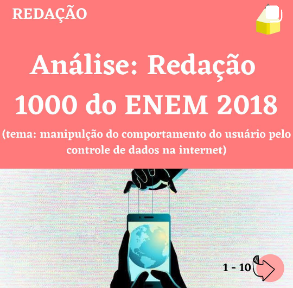 REDAÇÃO
Análise: Redação
1000 do ENEM 2018
(tema: manipulção do comportamento do usuário pelo
controle de dados na internet)
1 - 10